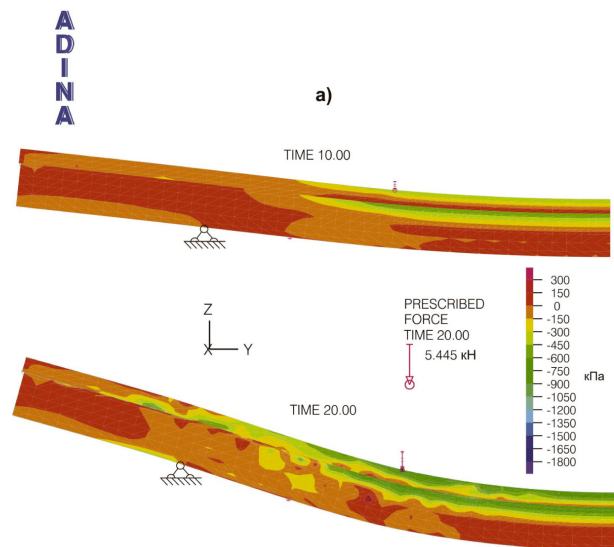 ADINA
a)
TIME 10.00
Z
X
Y
PRESCRIBED
FORCE
TIME 20.00
5.445 кН
TIME 20.00
300
150
0
-150
-300
-450
-600
-750
-900
-1050
-1200
-1350
-1500
-1650
-1800
кПа